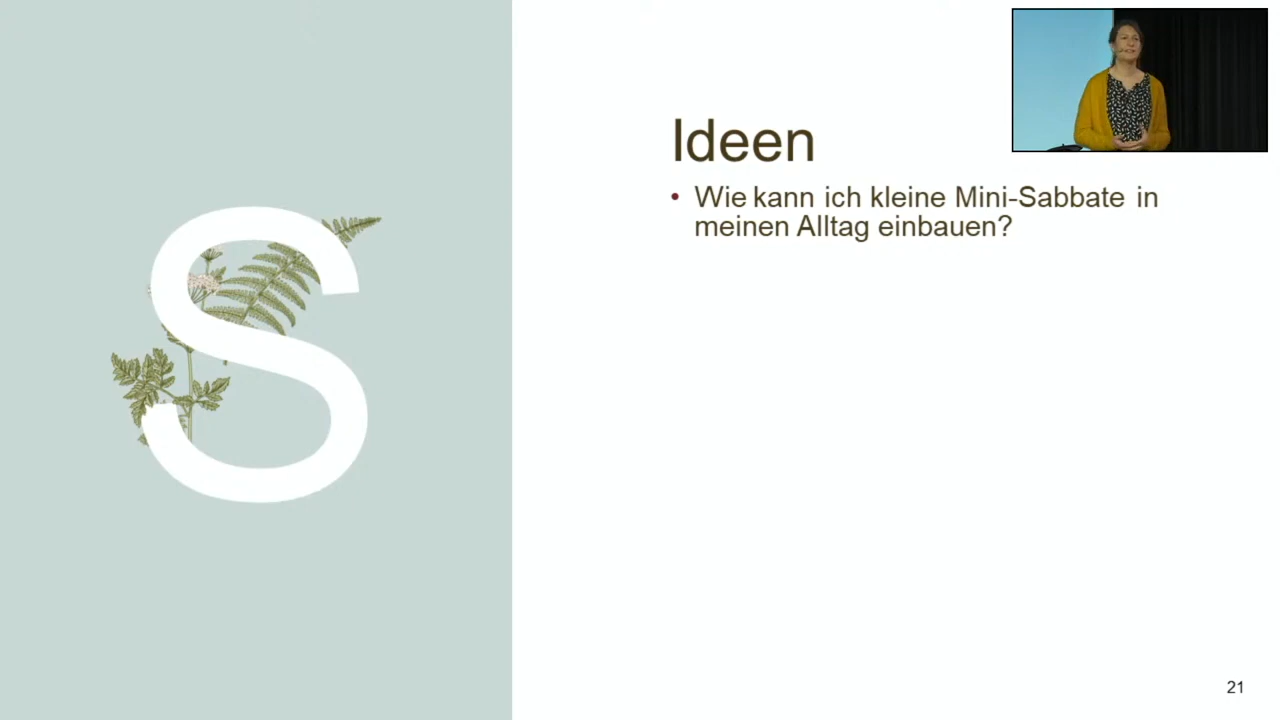 S
Ideen
• Wie kann ich kleine Mini-Sabbate in
meinen Alltag einbauen?
21